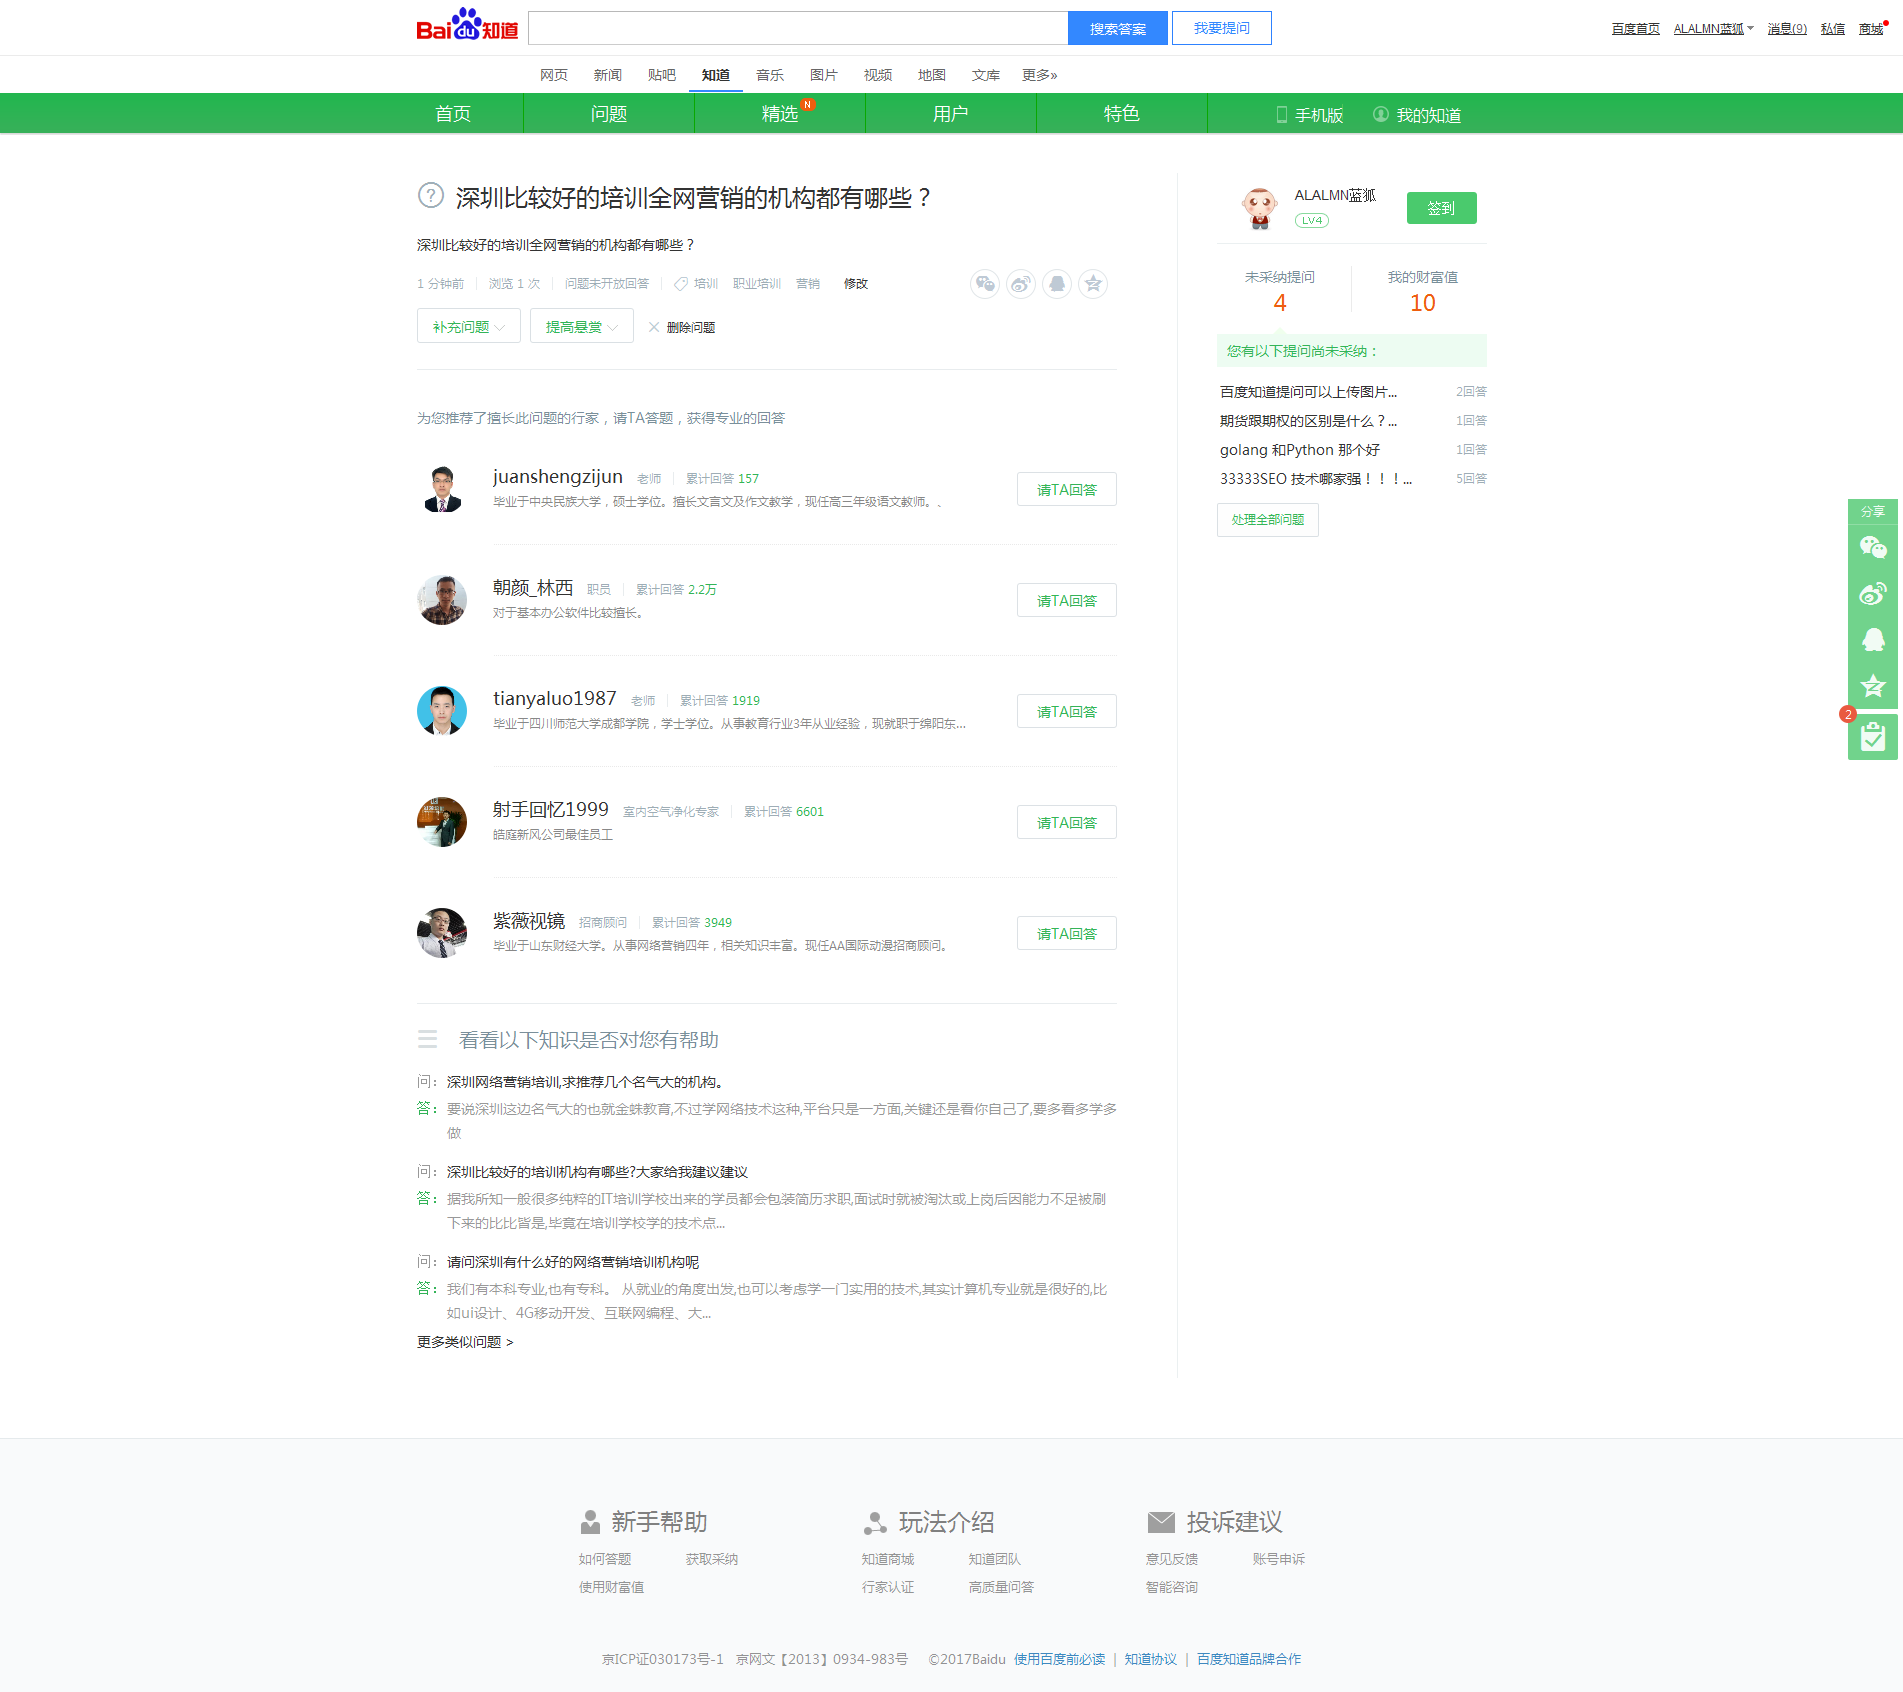 Bai du 知道
搜索答案
我要提问
百度首页 ALALMN蓝狐 消息(9) 私信 商城
网页 新闻 贴吧 知道 音乐 图片 视频 地图 文库 更多»
首页 问题 精选 N 用户 特色 手机版 我的知道
深圳比较好的培训全网营销的机构都有哪些？
深圳比较好的培训全网营销的机构都有哪些？
1 分钟前 浏览 1 次 问题未开放回答 培训 职业培训 营销 修改
补充问题 提高悬赏 删除问题
为您推荐了擅长此问题的行家，请TA答题，获得专业的回答
juanshengzijun 老师 累计回答 157
毕业于中央民族大学，硕士学位。擅长文言文及作文教学，现任高三年级语文教师。、
请TA回答
朝颜_林西 职员 累计回答 2.2万
对于基本办公软件比较擅长。
请TA回答
tianyaluo1987 老师 累计回答 1919
毕业于四川师范大学成都学院，学士学位。从事教育行业3年从业经验，现就职于绵阳东...
请TA回答
射手回忆1999 室内空气净化专家 累计回答 6601
皓庭新风公司最佳员工
请TA回答
紫薇视镜 招商顾问 累计回答 3949
毕业于山东财经大学。从事网络营销四年，相关知识丰富。现任AA国际动漫招商顾问。
请TA回答
看看以下知识是否对您有帮助
问： 深圳网络营销培训,求推荐几个名气大的机构。
答： 要说深圳这边名气大的也就金蛛教育,不过学网络技术这种,平台只是一方面,关键还是看你自己了,要多看多学多
做
问： 深圳比较好的培训机构有哪些?大家给我建议建议
答： 据我所知一般很多纯粹的IT培训学校出来的学员都会包装简历求职,面试时就被淘汰或上岗后因能力不足被刷
下来的比比皆是,毕竟在培训学校学的技术点...
问： 请问深圳有什么好的网络营销培训机构呢
答： 我们有本科专业,也有专科。 从就业的角度出发,也可以考虑学一门实用的技术,其实计算机专业就是很好的,比
如ui设计、4G移动开发、互联网编程、大...
更多类似问题 >
ALALMN蓝狐
LV4
签到
未采纳提问 我的财富值
4 10
您有以下提问尚未采纳：
百度知道提问可以上传图片... 2回答
期货跟期权的区别是什么？... 1回答
golang 和Python 那个好 1回答
33333SEO 技术哪家强！！！... 5回答
处理全部问题
分享
2
新手帮助 玩法介绍 投诉建议
如何答题 获取采纳 知道商城 知道团队 意见反馈 账号申诉
使用财富值 行家认证 高质量问答 智能咨询
京ICP证030173号-1 京网文【2013】0934-983号 ©2017Baidu 使用百度前必读 | 知道协议 | 百度知道品牌合作